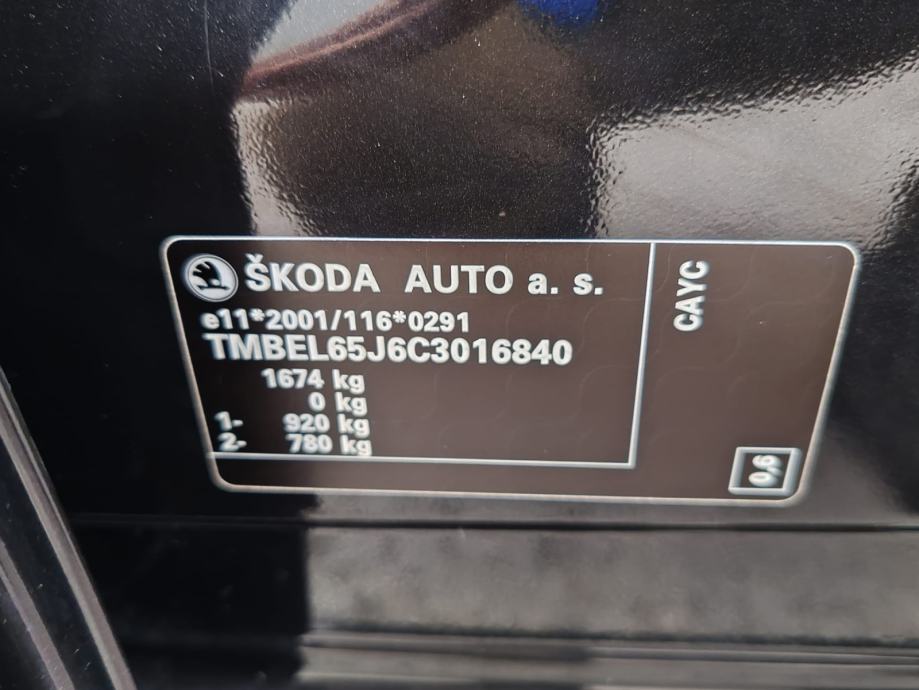 ŠKODA AUTO a. s.
e11*2001/116*0291
TMBEL65J6C3016840
1674 kg
0 kg
1- 920 kg
2- 780 kg
CAYC
0,6